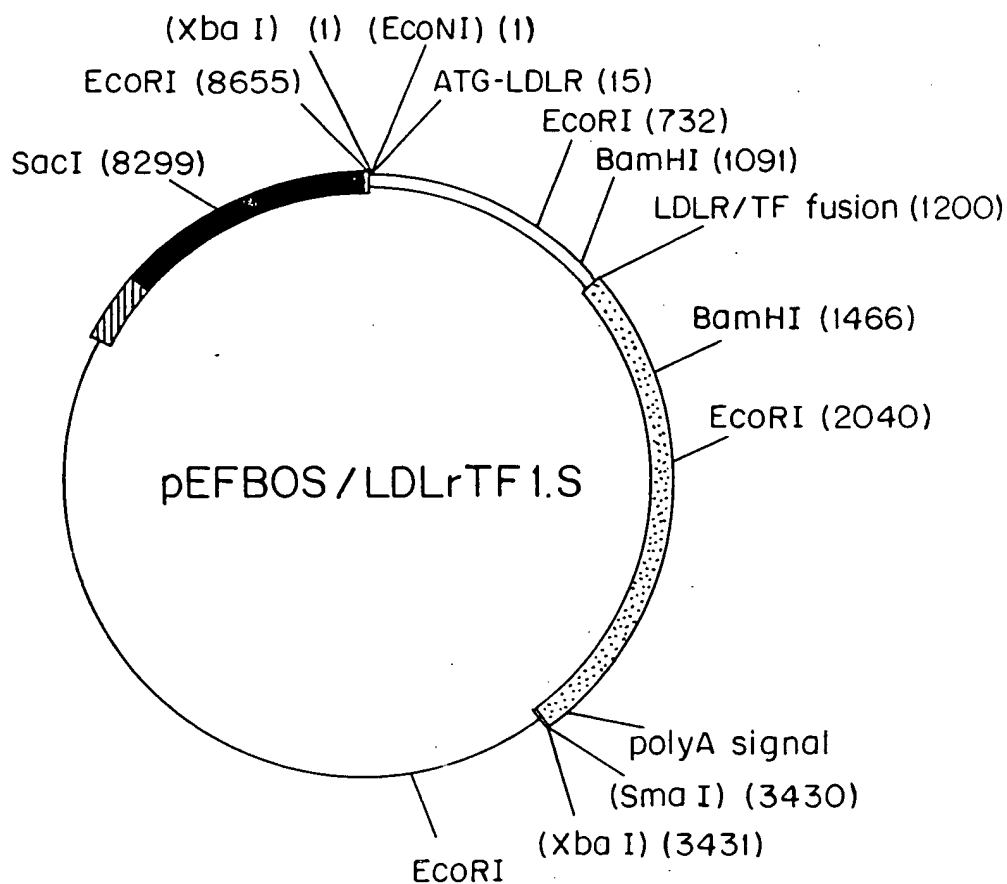 (Xba I) (1) (EcoNI) (1)
EcoRI (8655) ATG-LDLR (15)
EcoRI (732)
SacI (8299) BamHI (1091)
LDLR/TF fusion (1200)
BamHI (1466)
EcoRI (2040)
pEFBOS/LDLrTF1.S
polyA signal
(Sma I) (3430)
(Xba I) (3431)
EcoRI